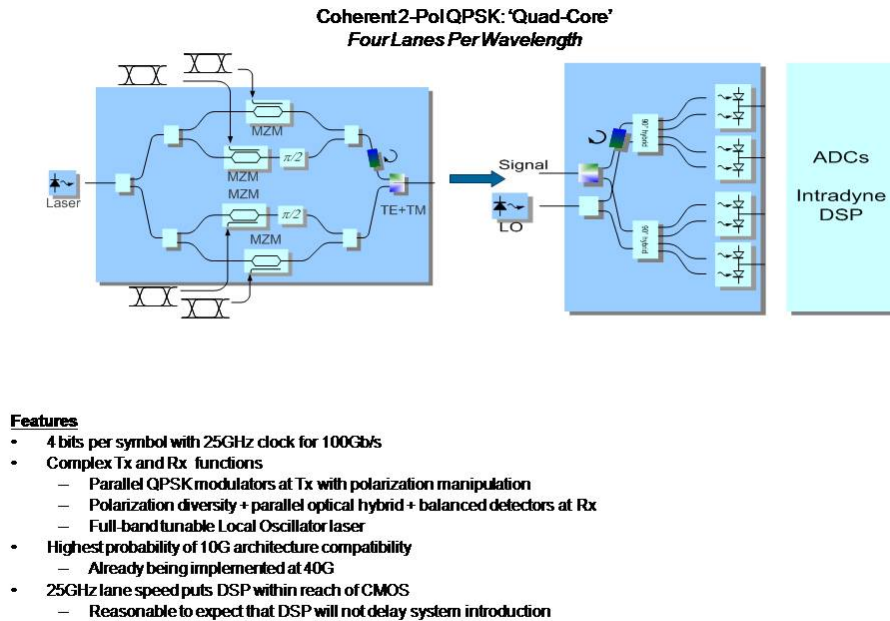 Coherent 2-Pol QPSK: 'Quad-Core'
Four Lanes Per Wavelength
MZM
MZM
π/2
MZM
π/2
MZM
Laser
TE+TM
Signal
LO
90° hybrid
90° hybrid
ADCs
Intradyne
DSP
Features
• 4 bits per symbol with 25GHz clock for 100Gb/s
• Complex Tx and Rx functions
– Parallel QPSK modulators at Tx with polarization manipulation
– Polarization diversity + parallel optical hybrid + balanced detectors at Rx
– Full-band tunable Local Oscillator laser
• Highest probability of 10G architecture compatibility
– Already being implemented at 40G
• 25GHz lane speed puts DSP within reach of CMOS
– Reasonable to expect that DSP will not delay system introduction